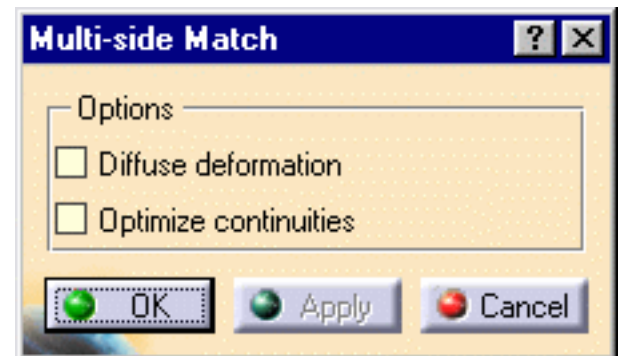 Multi-side Match ? ×
Options
Diffuse deformation
Optimize continuities
OK Apply Cancel